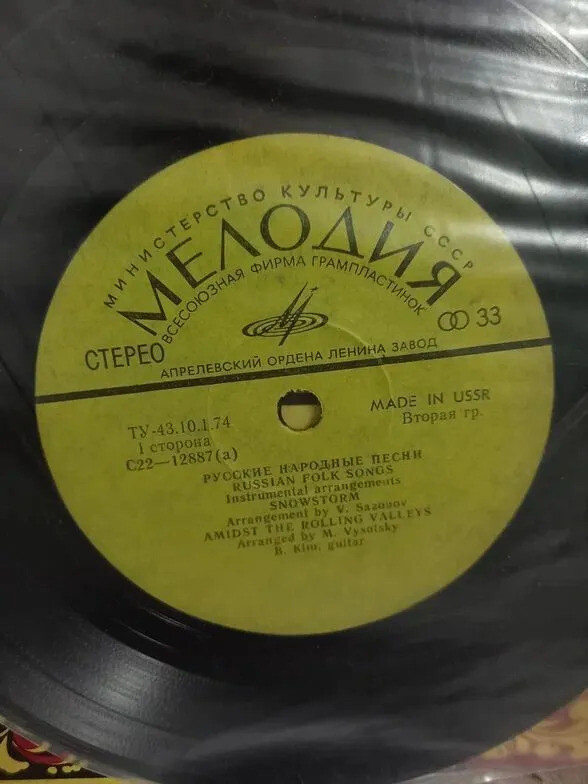 МИНИСТЕРСТВО КУЛЬТУРЫ СССР
МЕЛОДИЯ
ВСЕСОЮЗНАЯ ФИРМА ГРАМПЛАСТИНОК
СТЕРЕО
33
АПРЕЛЕВСКИЙ ОРДЕНА ЛЕНИНА ЗАВОД
ТУ-43.10.1.74
1 сторона
С22—12887(а)
MADE IN USSR
Вторая гр.
РУССКИЕ НАРОДНЫЕ ПЕСНИ
RUSSIAN FOLK SONGS
Instrumental arrangements
SNOWSTORM
Arrangement by V. Sazonov
AMIDST THE ROLLING VALLEYS
Arranged by M. Vysotsky
B. Kim, guitar